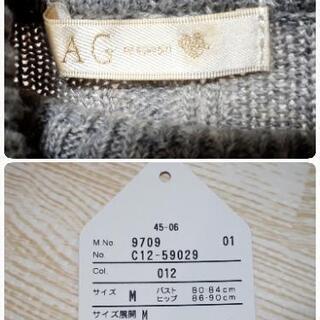 AG
45-06
M No. 9709 01
No. C12-59029
Col. 012
サイズ M バスト 80-84cm
ヒップ 86-90cm
サイズ展開 M